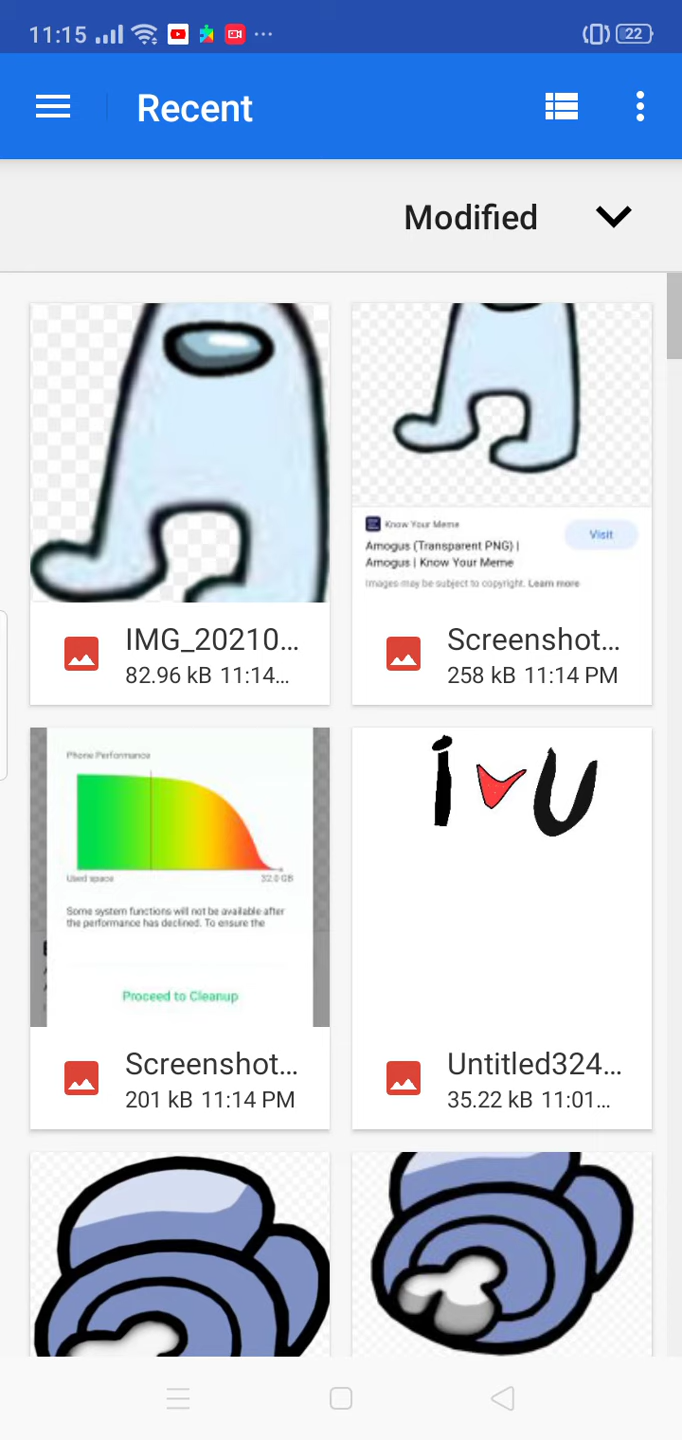 11:15
22
Recent
Modified
Know Your Meme
Visit
Amogus (Transparent PNG) |
Amogus | Know Your Meme
Images may be subject to copyright. Learn more
IMG_20210...
82.96 kB 11:14...
Screenshot...
258 kB 11:14 PM
Phone Performance
Used space
32.0 GB
Some system functions will not be available after
the performance has declined. To ensure the
Proceed to Cleanup
i U
Screenshot...
201 kB 11:14 PM
Untitled324...
35.22 kB 11:01...